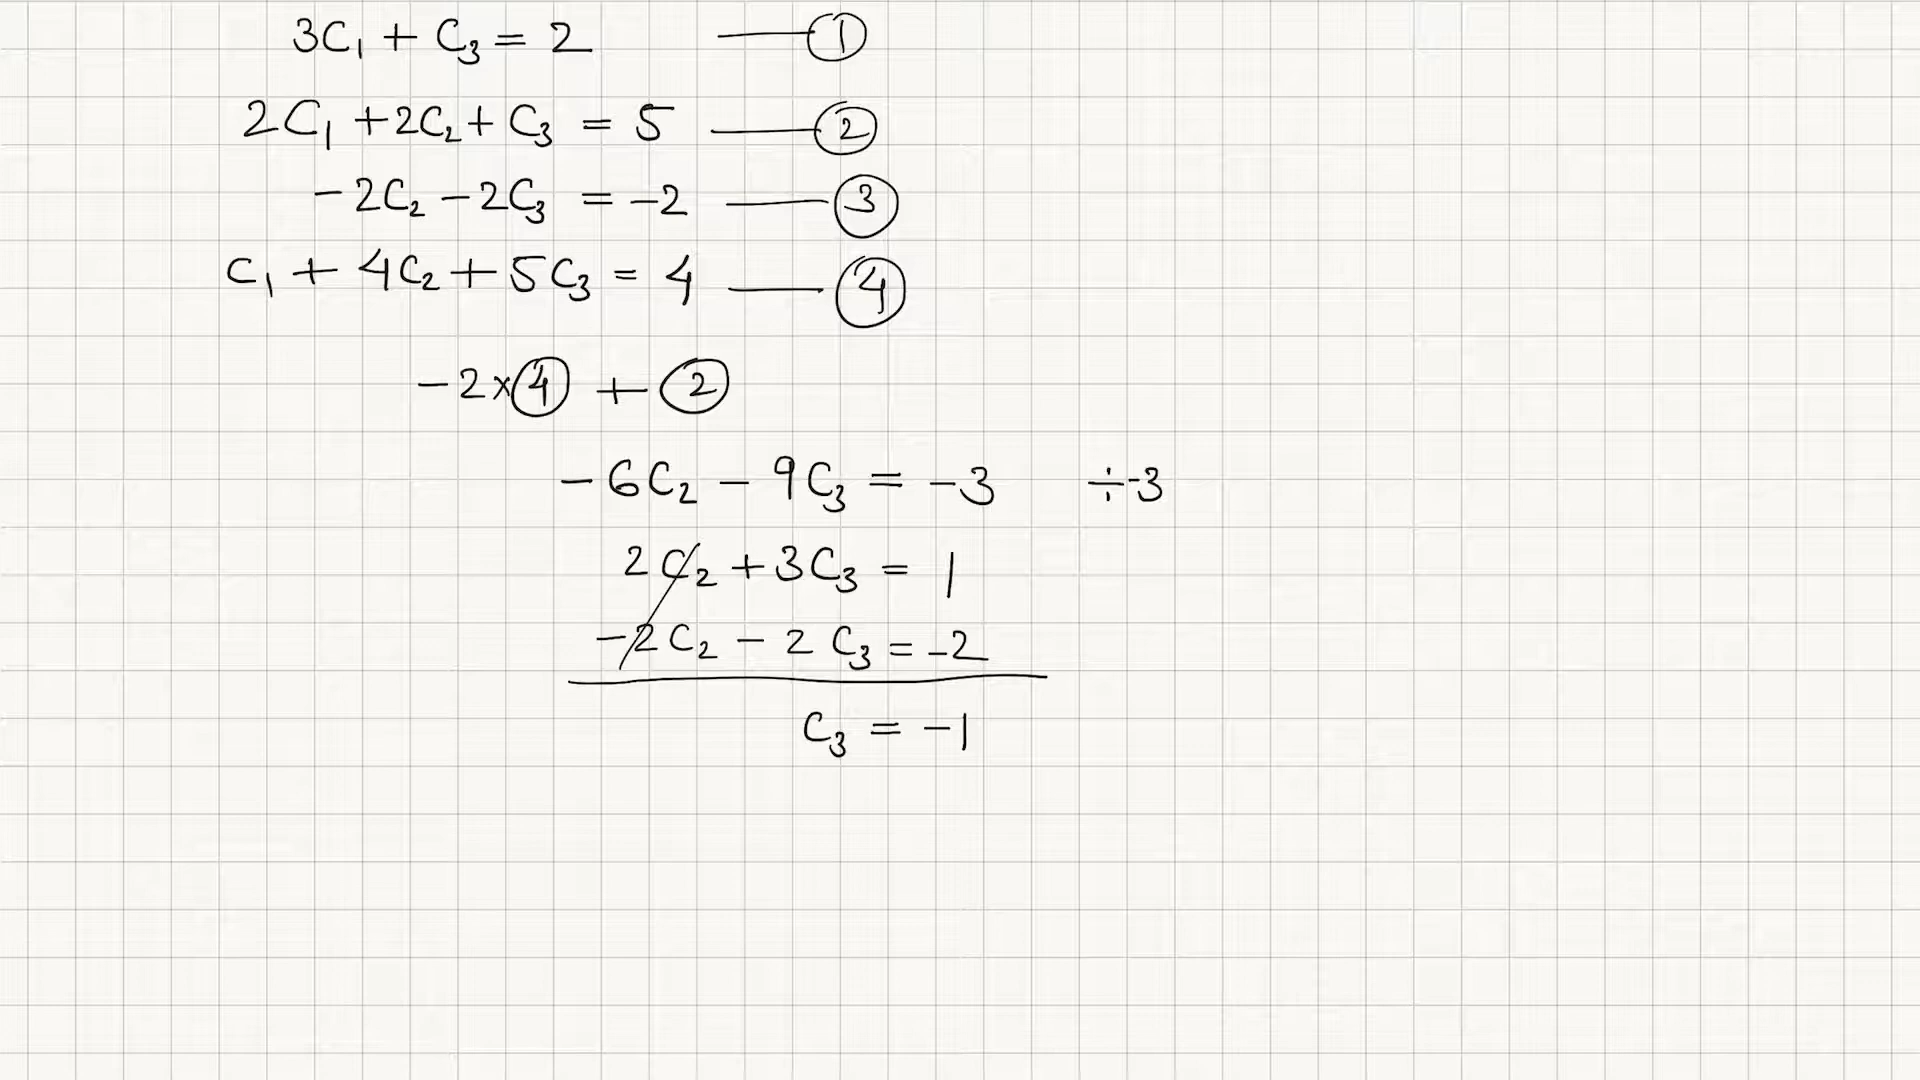 3C₁ + C₃ = 2 —— ①
2C₁ + 2C₂ + C₃ = 5 —— ②
-2C₂ - 2C₃ = -2 —— ③
C₁ + 4C₂ + 5C₃ = 4 —— ④
-2×④ + ②
-6C₂ - 9C₃ = -3 ÷-3
2C₂ + 3C₃ = 1
-2C₂ - 2C₃ = -2
C₃ = -1